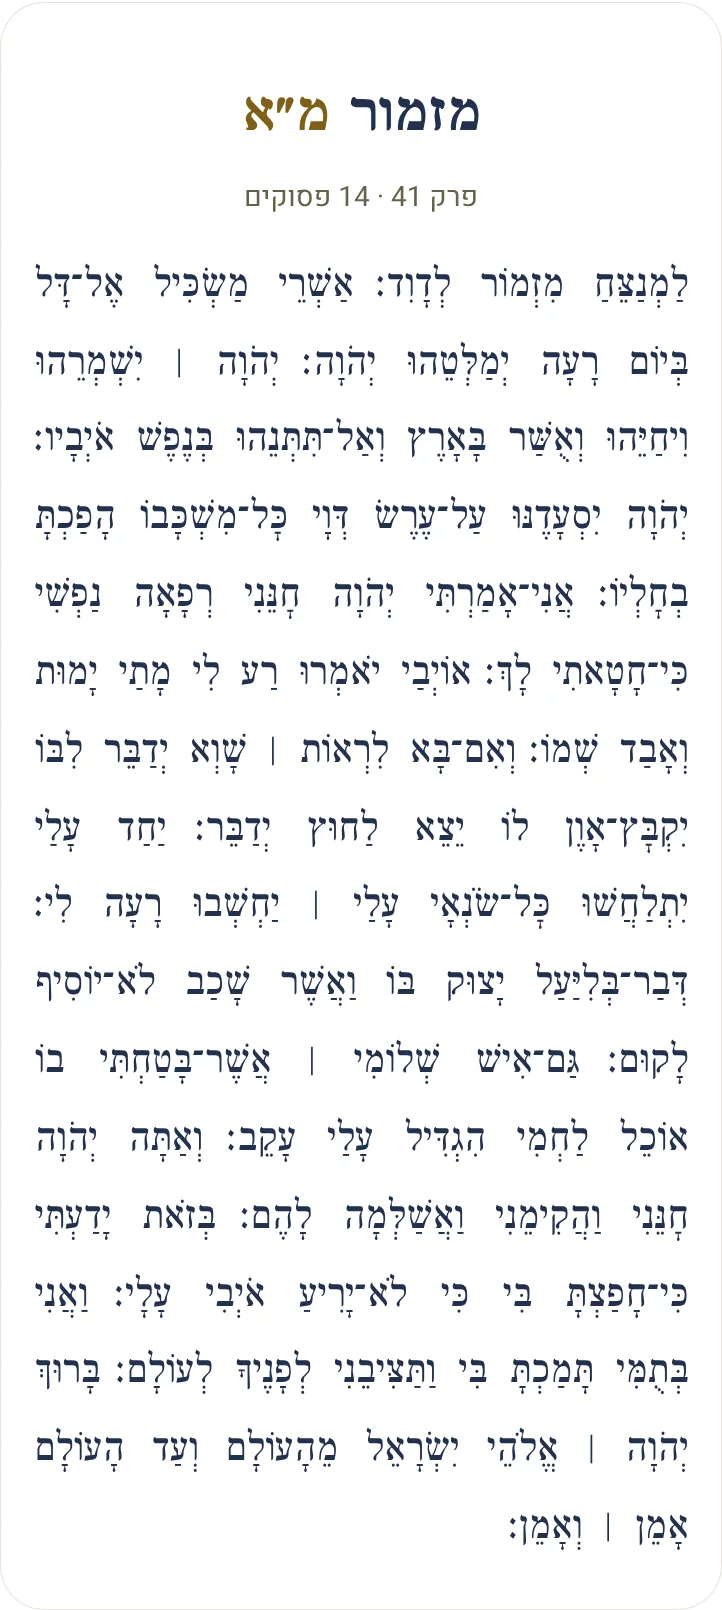 מזמור מ״א
פרק 41 · 14 פסוקים
לַמְנַצֵּחַ מִזְמוֹר לְדָוִד: אַשְׁרֵי מַשְׂכִּיל אֶל־דָּל
בְּיוֹם רָעָה יְמַלְּטֵהוּ יְהֹוָה: יְהֹוָה | יִשְׁמְרֵהוּ
וִיחַיֵּהוּ וְאֻשַּׁר בָּאָרֶץ וְאַל־תִּתְּנֵהוּ בְּנֶפֶשׁ אֹיְבָיו:
יְהֹוָה יִסְעָדֶנּוּ עַל־עֶרֶשׂ דְּוָי כָּל־מִשְׁכָּבוֹ הָפַכְתָּ
בְחָלְיוֹ: אֲנִי־אָמַרְתִּי יְהֹוָה חָנֵּנִי רְפָאָה נַפְשִׁי
כִּי־חָטָאתִי לָךְ: אוֹיְבַי יֹאמְרוּ רַע לִי מָתַי יָמוּת
וְאָבַד שְׁמוֹ: וְאִם־בָּא לִרְאוֹת | שָׁוְא יְדַבֵּר לִבּוֹ
יִקְבָּץ־אָוֶן לוֹ יֵצֵא לַחוּץ יְדַבֵּר: יַחַד עָלַי
יִתְלַחֲשׁוּ כָּל־שֹׂנְאָי עָלַי | יַחְשְׁבוּ רָעָה לִי:
דְּבַר־בְּלִיַּעַל יָצוּק בּוֹ וַאֲשֶׁר שָׁכַב לֹא־יוֹסִיף
לָקוּם: גַּם־אִישׁ שְׁלוֹמִי | אֲשֶׁר־בָּטַחְתִּי בוֹ
אוֹכֵל לַחְמִי הִגְדִּיל עָלַי עָקֵב: וְאַתָּה יְהֹוָה
חָנֵּנִי וַהֲקִימֵנִי וַאֲשַׁלְּמָה לָהֶם: בְּזֹאת יָדַעְתִּי
כִּי־חָפַצְתָּ בִּי כִּי לֹא־יָרִיעַ אֹיְבִי עָלָי: וַאֲנִי
בְּתֻמִּי תָּמַכְתָּ בִּי וַתַּצִּיבֵנִי לְפָנֶיךָ לְעוֹלָם: בָּרוּךְ
יְהֹוָה | אֱלֹהֵי יִשְׂרָאֵל מֵהָעוֹלָם וְעַד הָעוֹלָם
אָמֵן | וְאָמֵן: